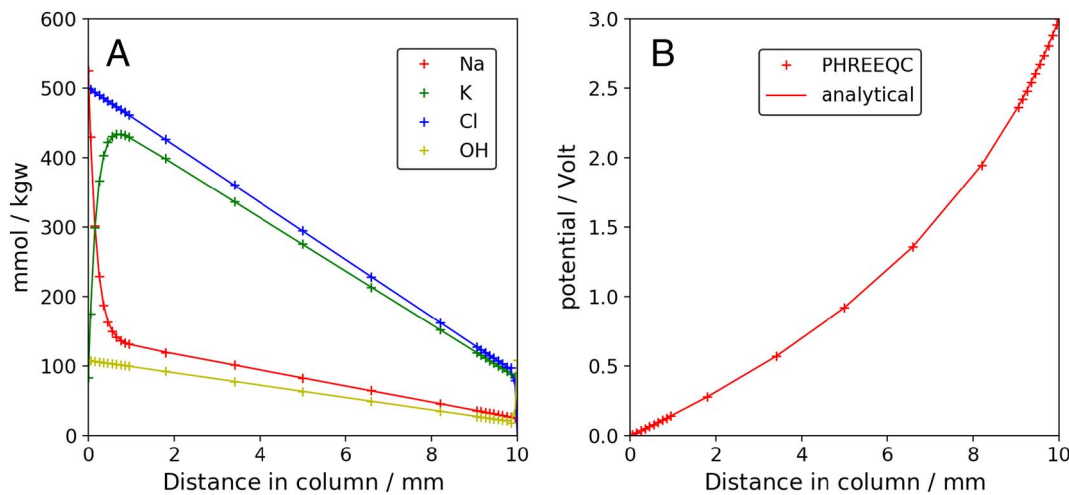 A
600
500
400
300
200
100
0
mmol / kgw
0
2
4
6
8
10
Distance in column / mm
Na
K
Cl
OH
B
3.0
2.5
2.0
1.5
1.0
0.5
0.0
potential / Volt
0
2
4
6
8
10
Distance in column / mm
PHREEQC
analytical